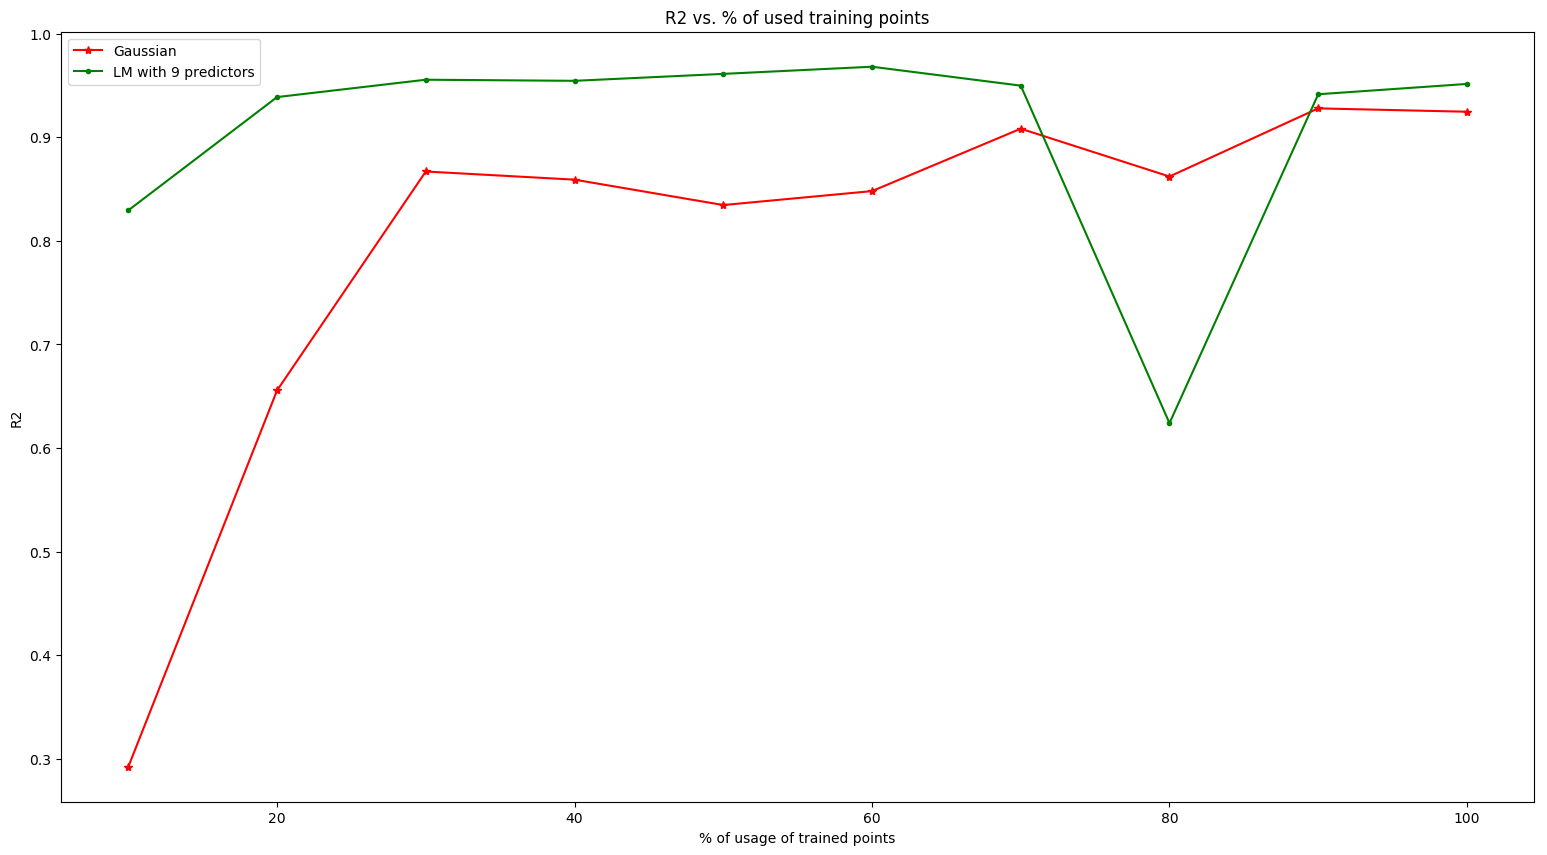 R2 vs. % of used training points
Gaussian
LM with 9 predictors
1.0
0.9
0.8
0.7
0.6
0.5
0.4
0.3
R2
20
40
60
80
100
% of usage of trained points